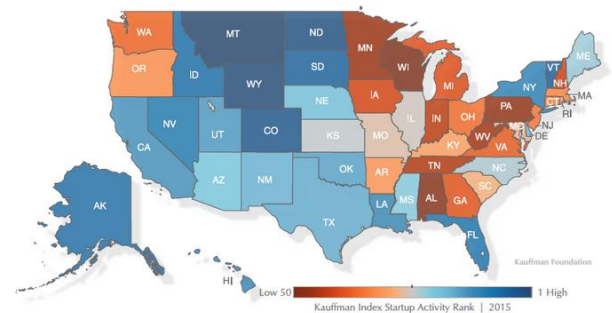 WA
MT
ND
MN
VT
ME
OR
ID
SD
WI
NY
NH
WY
MI
MA
CT
RI
IA
PA
NE
OH
NJ
NV
UT
CO
IL
IN
DE
WV
VA
CA
KS
MO
KY
NC
TN
AZ
NM
OK
AR
SC
MS
AL
GA
AK
TX
LA
FL
HI
Kauffman Foundation
Low 50
1 High
Kauffman Index Startup Activity Rank | 2015